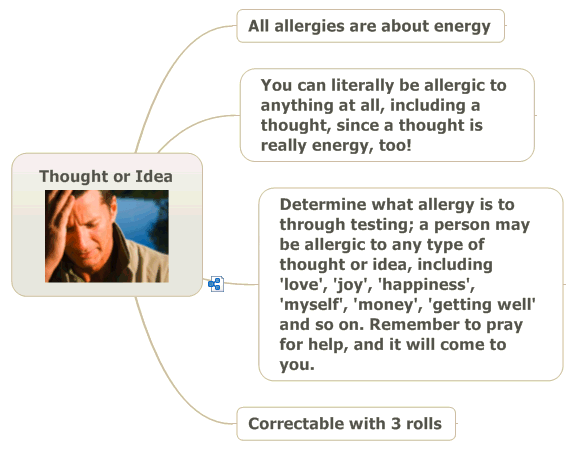 All allergies are about energy
You can literally be allergic to
anything at all, including a
thought, since a thought is
really energy, too!
Thought or Idea
Determine what allergy is to
through testing; a person may
be allergic to any type of
thought or idea, including
'love', 'joy', 'happiness',
'myself', 'money', 'getting well'
and so on. Remember to pray
for help, and it will come to
you.
Correctable with 3 rolls